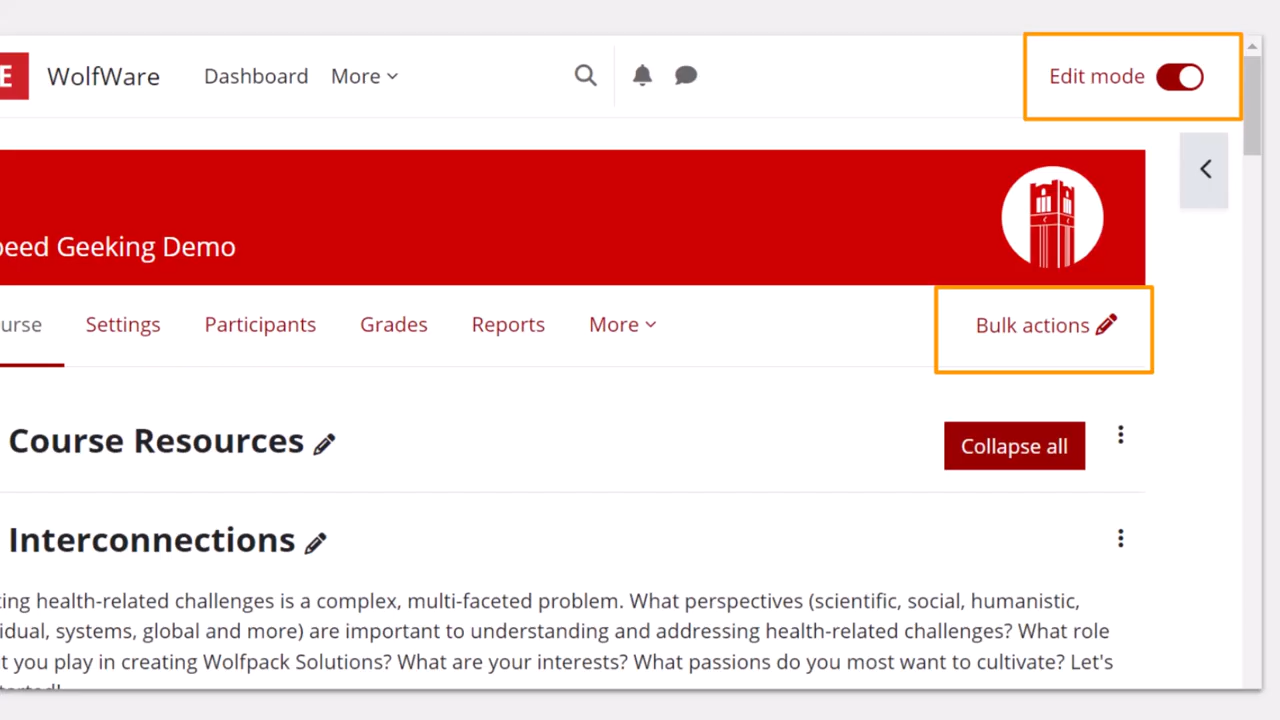 E WolfWare Dashboard More Edit mode
eed Geeking Demo
urse Settings Participants Grades Reports More Bulk actions
Course Resources Collapse all
Interconnections
ting health-related challenges is a complex, multi-faceted problem. What perspectives (scientific, social, humanistic,
idual, systems, global and more) are important to understanding and addressing health-related challenges? What role
t you play in creating Wolfpack Solutions? What are your interests? What passions do you most want to cultivate? Let's